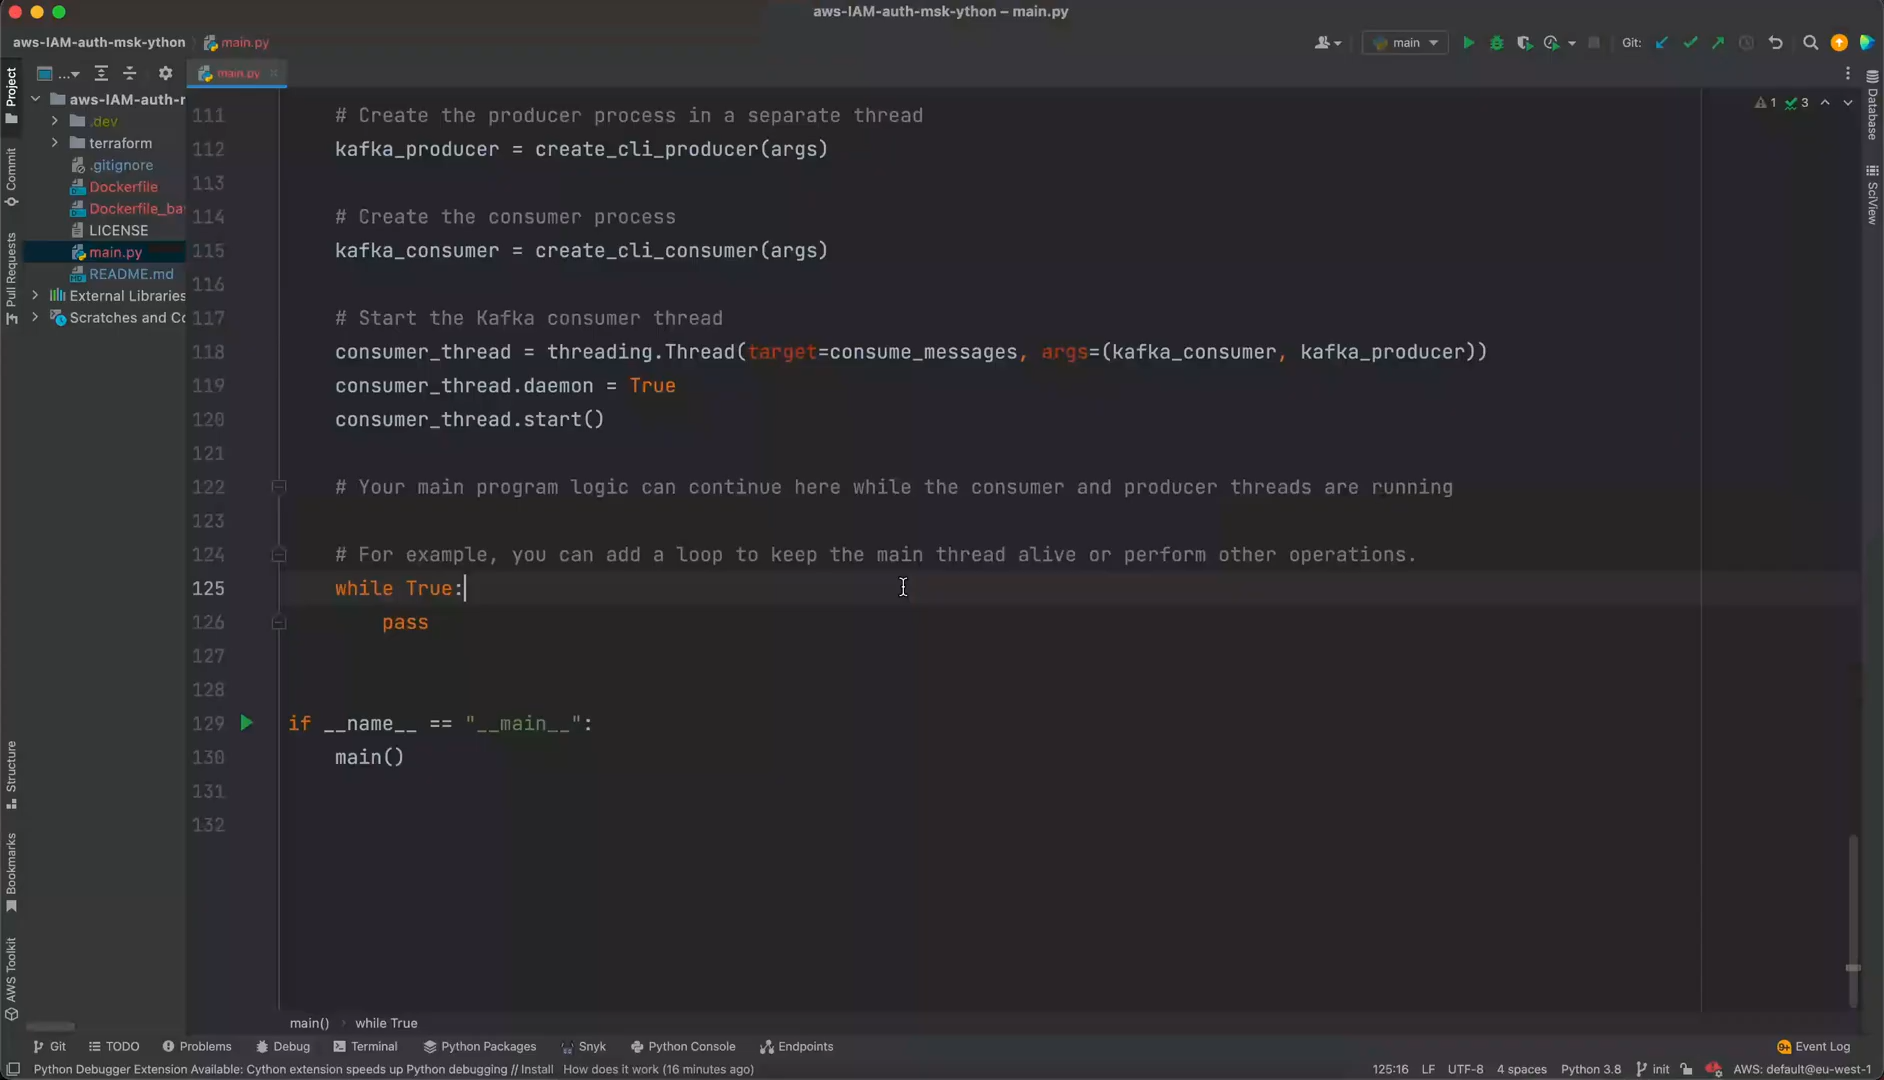 aws-IAM-auth-msk-ython – main.py
aws-IAM-auth-msk-ython main.py
main
Git:
Project
Commit
Pull Requests
Structure
Bookmarks
AWS Toolkit
...
aws-IAM-auth-r
.dev
terraform
.gitignore
Dockerfile
Dockerfile_ba
LICENSE
main.py
README.md
External Libraries
Scratches and Co
main.py
1 3
Database
SciView
111 # Create the producer process in a separate thread
112 kafka_producer = create_cli_producer(args)
113
114 # Create the consumer process
115 kafka_consumer = create_cli_consumer(args)
116
117 # Start the Kafka consumer thread
118 consumer_thread = threading.Thread(target=consume_messages, args=(kafka_consumer, kafka_producer))
119 consumer_thread.daemon = True
120 consumer_thread.start()
121
122 # Your main program logic can continue here while the consumer and producer threads are running
123
124 # For example, you can add a loop to keep the main thread alive or perform other operations.
125 while True:
126 pass
127
128
129 if __name__ == "__main__":
130 main()
131
132
main() while True
Git TODO Problems Debug Terminal Python Packages Snyk Python Console Endpoints 9+ Event Log
Python Debugger Extension Available: Cython extension speeds up Python debugging // Install How does it work (16 minutes ago) 125:16 LF UTF-8 4 spaces Python 3.8 init AWS: default@eu-west-1